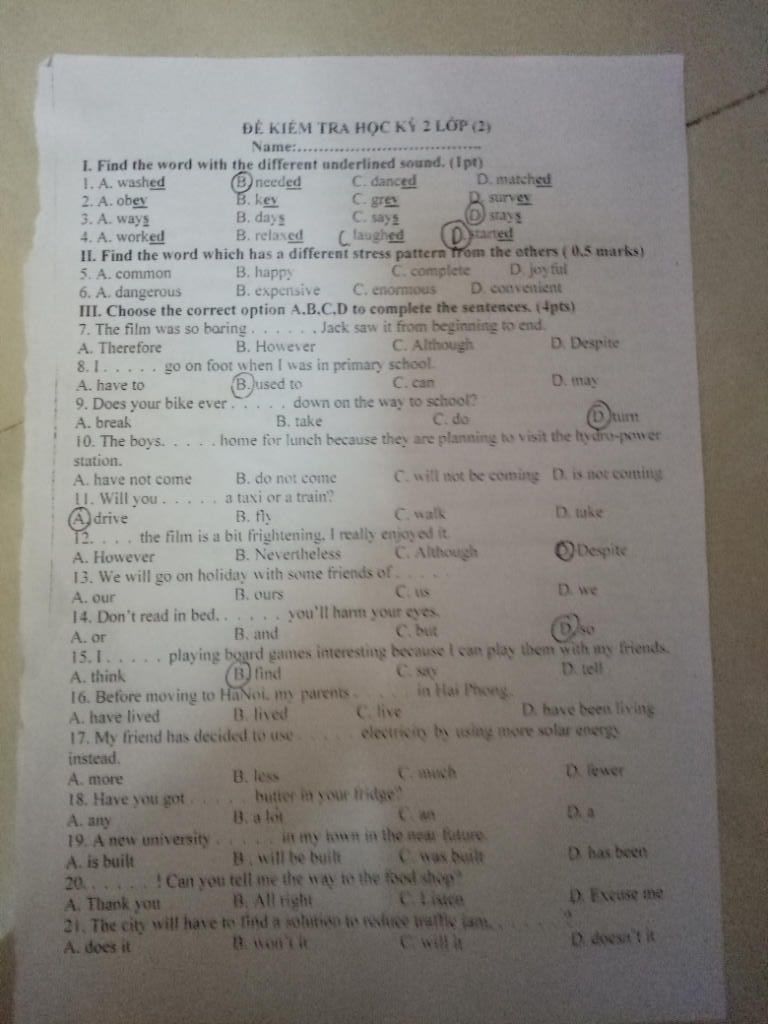 ĐỀ KIỂM TRA HỌC KỲ 2 LỚP (2)
Name:..................................
I. Find the word with the different underlined sound. (1pt)
1. A. washed B. needed C. danced D. matched
2. A. obey B. key C. grey D. survey
3. A. ways B. days C. says D. stays
4. A. worked B. relaxed C laughed D. started
II. Find the word which has a different stress pattern from the others ( 0,5 marks)
5. A. common B. happy C. complete D. joyful
6. A. dangerous B. expensive C. enormous D. convenient
III. Choose the correct option A,B,C,D to complete the sentences. (4pts)
7. The film was so boring . . . . . . Jack saw it from beginning to end.
A. Therefore B. However C. Although D. Despite
8. I . . . . . go on foot when I was in primary school.
A. have to B. used to C. can D. may
9. Does your bike ever . . . . . down on the way to school?
A. break B. take C. do D. turn
10. The boys. . . . . home for lunch because they are planning to visit the hydro-power
station.
A. have not come B. do not come C. will not be coming D. is not coming
11. Will you . . . . . a taxi or a train?
A. drive B. fly C. walk D. take
12. . . . the film is a bit frightening, I really enjoyed it.
A. However B. Nevertheless C. Although D. Despite
13. We will go on holiday with some friends of . . . . .
A. our B. ours C. us D. we
14. Don't read in bed. . . . . . you'll harm your eyes.
A. or B. and C. but D. so
15. I . . . . . playing board games interesting because I can play them with my friends.
A. think B. find C. say D. tell
16. Before moving to HaNoi, my parents . . . . . in Hai Phong.
A. have lived B. lived C. live D. have been living
17. My friend has decided to use . . . . . electricity by using more solar energy
instead.
A. more B. less C. much D. fewer
18. Have you got . . . . . butter in your fridge?
A. any B. a lot C. an D. a
19. A new university . . . . . in my town in the near future.
A. is built B . will be built C. was built D. has been
20. . . . . . ! Can you tell me the way to the food shop?
A. Thank you B. All right C. Listen D. Excuse me
21. The city will have to find a solution to reduce traffic jam, . . . . . ?
A. does it B. won't it C. will it D. doesn't it